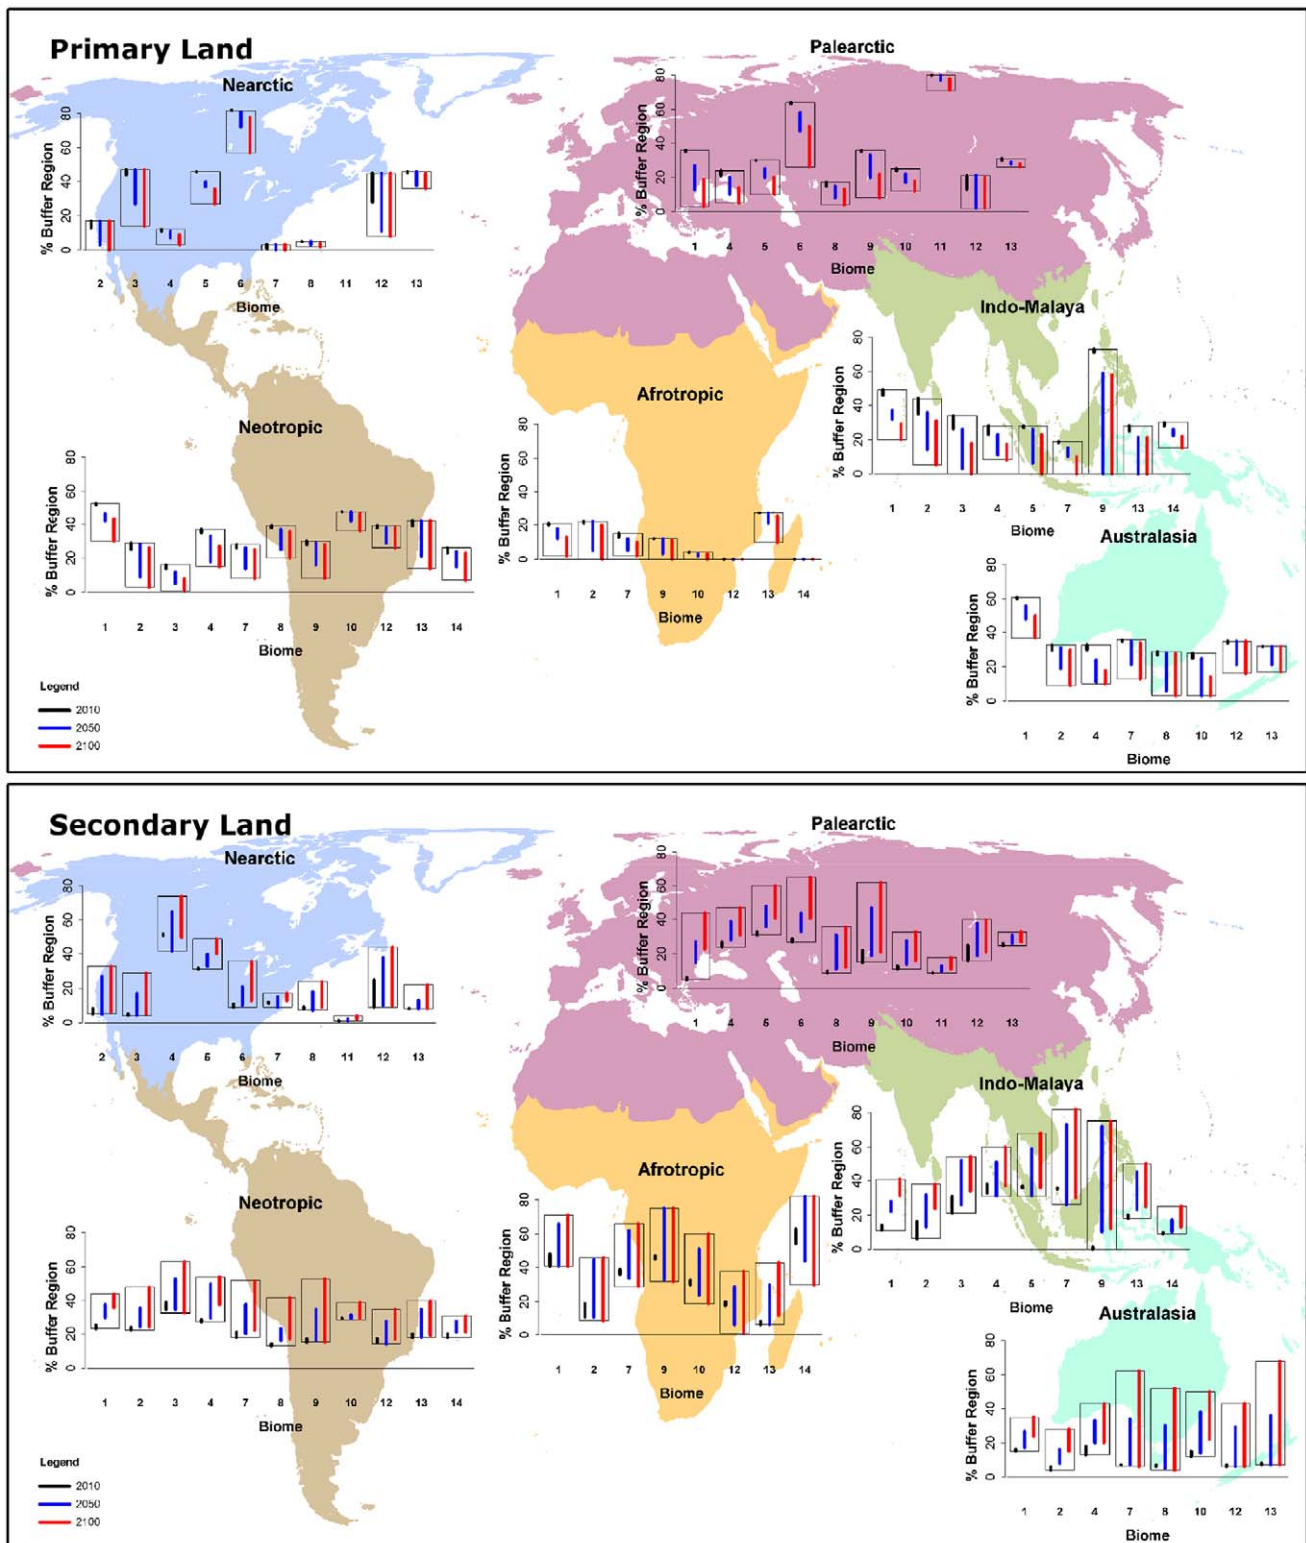 Primary Land
Nearctic
% Buffer Region
0 20 40 60 80
2 3 4 5 6 7 8 11 12 13
Biome
Palearctic
% Buffer Region
0 20 40 60 80
1 4 5 6 8 9 10 11 12 13
Biome
Indo-Malaya
% Buffer Region
0 20 40 60 80
1 2 3 4 5 7 9 13 14
Biome
Neotropic
% Buffer Region
0 20 40 60 80
1 2 3 4 7 8 9 10 12 13 14
Biome
Afrotropic
% Buffer Region
0 20 40 60 80
1 2 7 9 10 12 13 14
Biome
Australasia
% Buffer Region
0 20 40 60 80
1 2 4 7 8 10 12 13
Biome
Legend
2010
2050
2100
Secondary Land
Nearctic
% Buffer Region
0 20 40 60 80
2 3 4 5 6 7 8 11 12 13
Biome
Palearctic
% Buffer Region
0 20 40 60 80
1 4 5 6 8 9 10 11 12 13
Biome
Indo-Malaya
% Buffer Region
0 20 40 60 80
1 2 3 4 5 7 9 13 14
Biome
Neotropic
% Buffer Region
0 20 40 60 80
1 2 3 4 7 8 9 10 12 13 14
Biome
Afrotropic
% Buffer Region
0 20 40 60 80
1 2 7 9 10 12 13 14
Biome
Australasia
% Buffer Region
0 20 40 60 80
1 2 4 7 8 10 12 13
Biome
Legend
2010
2050
2100